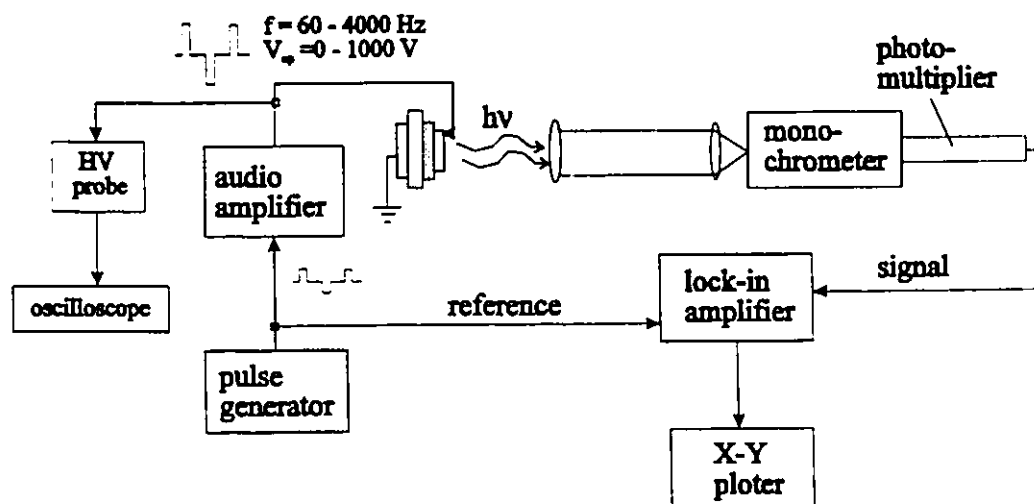 f = 60 - 4000 Hz
=0 - 1000 V
photo-
multiplier
hν
mono-
chrometer
HV
probe
audio
amplifier
oscilloscope
lock-in
amplifier
signal
reference
pulse
generator
X-Y
ploter